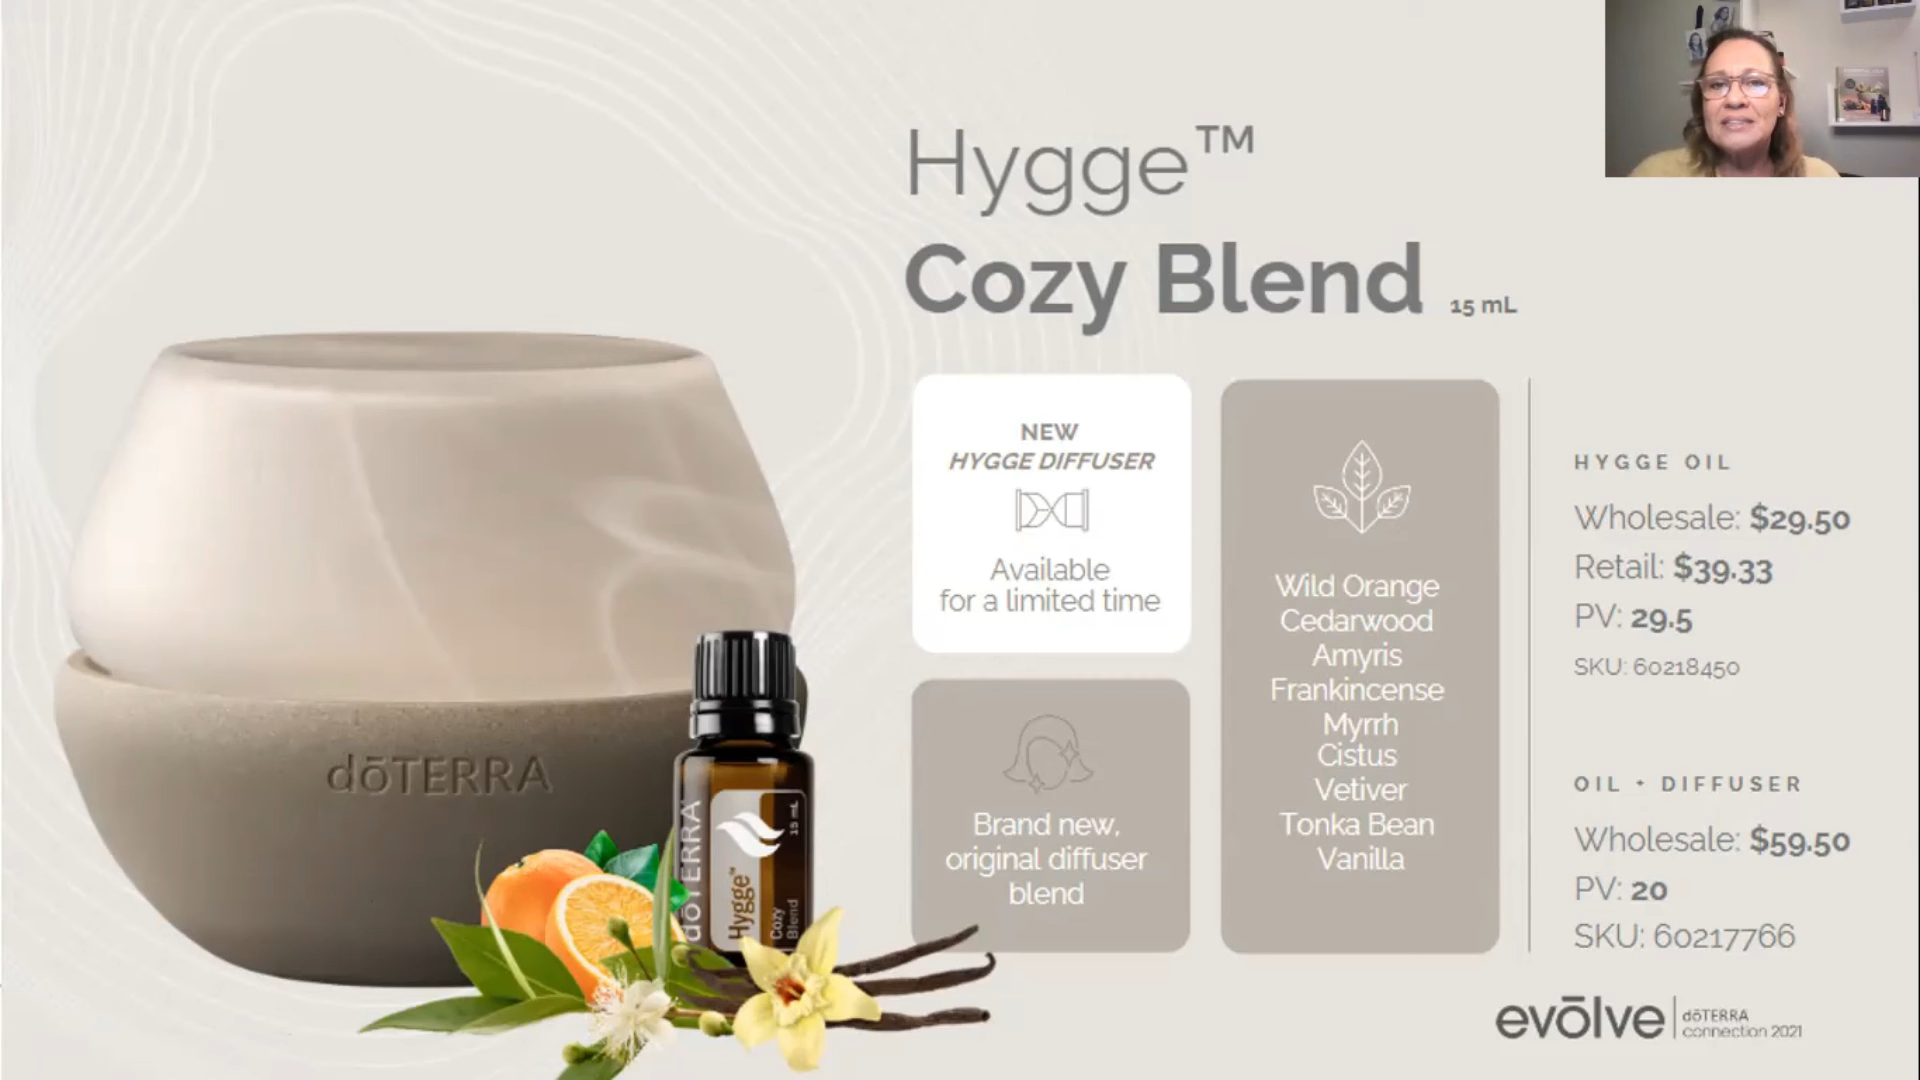 Hygge™
Cozy Blend 15 mL
NEW
HYGGE DIFFUSER
Available
for a limited time
Brand new,
original diffuser
blend
Wild Orange
Cedarwood
Amyris
Frankincense
Myrrh
Cistus
Vetiver
Tonka Bean
Vanilla
HYGGE OIL
Wholesale: $29.50
Retail: $39.33
PV: 29.5
SKU: 60218450
OIL + DIFFUSER
Wholesale: $59.50
PV: 20
SKU: 60217766
dōTERRA
dōTERRA
Hygge™
Cozy
Blend
15 mL
evōlve
dōTERRA
connection 2021